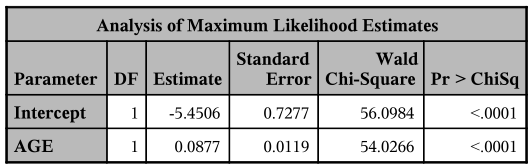 Analysis of Maximum Likelihood Estimates
Parameter DF Estimate Standard Error Wald Chi-Square Pr > ChiSq
Intercept 1 -5.4506 0.7277 56.0984 <.0001
AGE 1 0.0877 0.0119 54.0266 <.0001